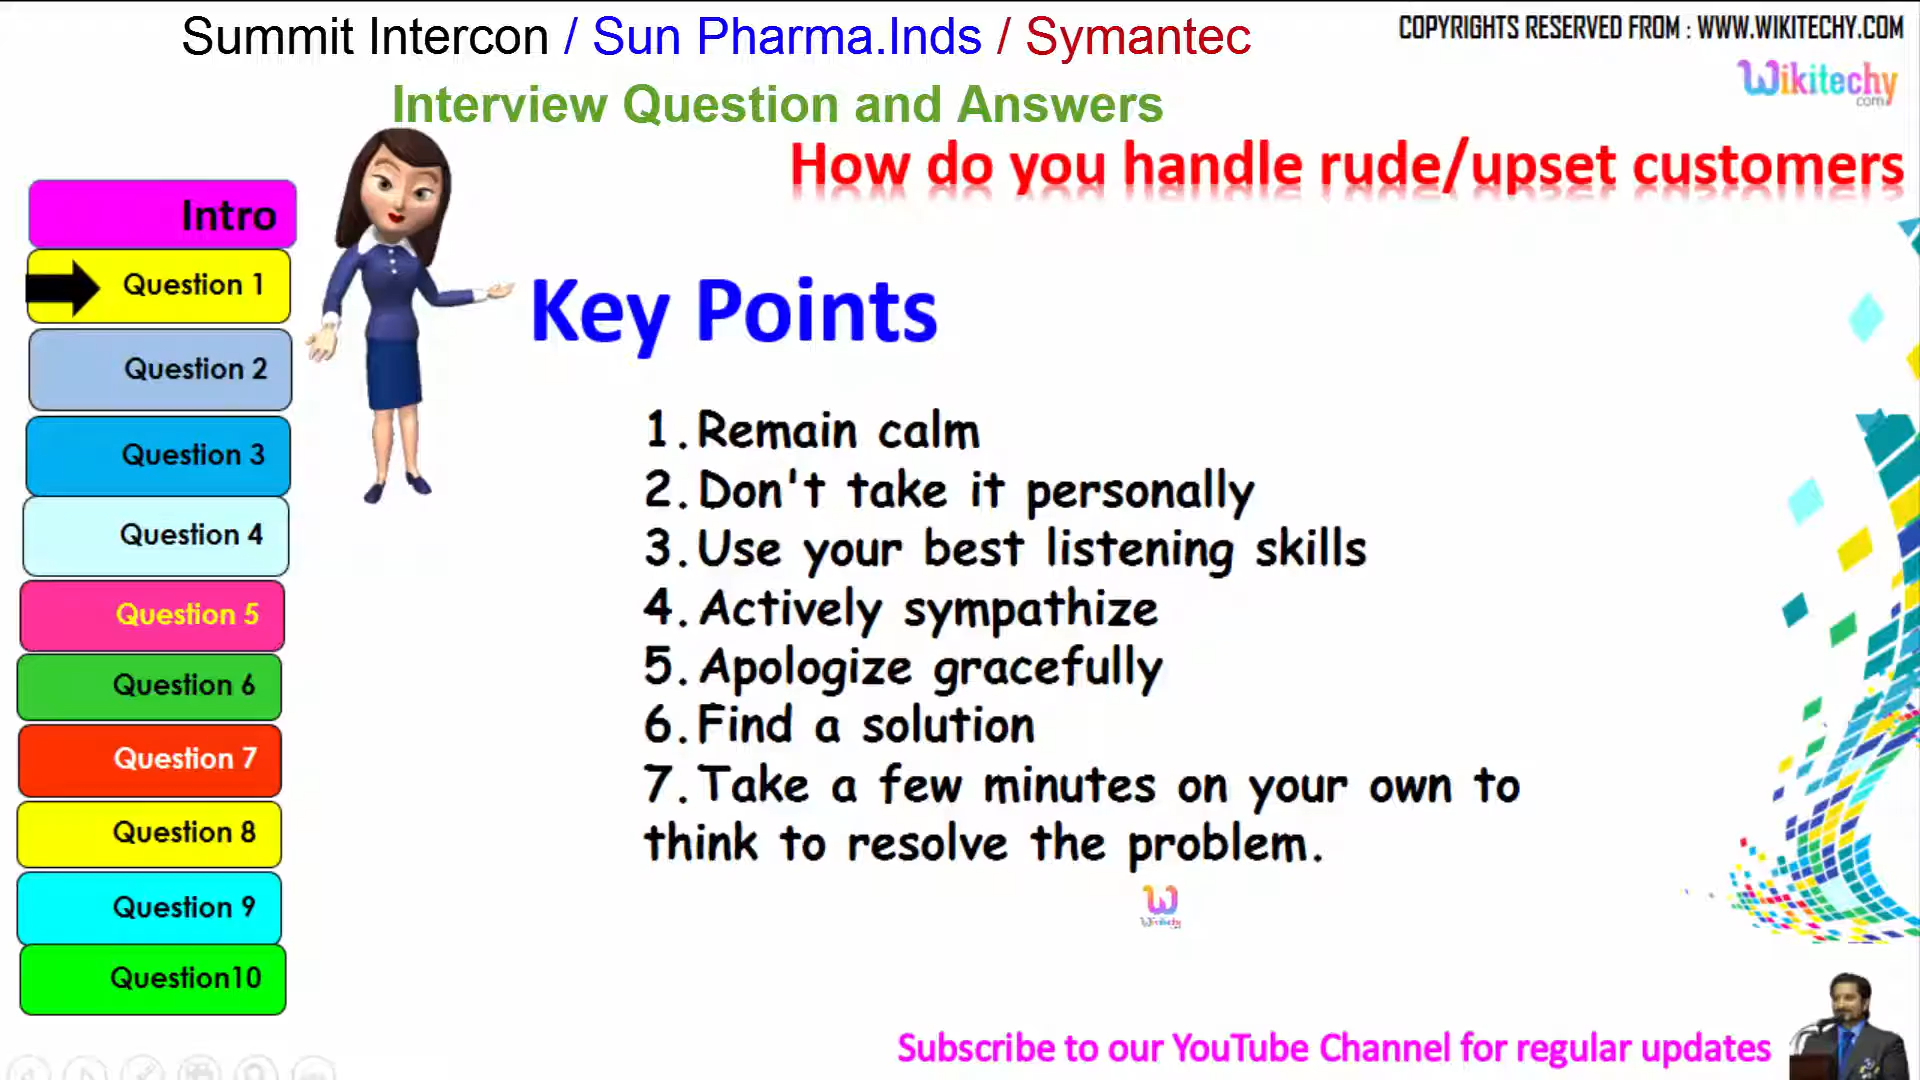 Summit Intercon / Sun Pharma.Inds / Symantec
COPYRIGHTS RESERVED FROM : WWW.WIKITECHY.COM
Wikitechy
.com
Interview Question and Answers
How do you handle rude/upset customers
Intro
Question 1
Question 2
Question 3
Question 4
Question 5
Question 6
Question 7
Question 8
Question 9
Question10
Key Points
1. Remain calm
2. Don't take it personally
3. Use your best listening skills
4. Actively sympathize
5. Apologize gracefully
6. Find a solution
7. Take a few minutes on your own to
think to resolve the problem.
W
Wikitechy
Subscribe to our YouTube Channel for regular updates